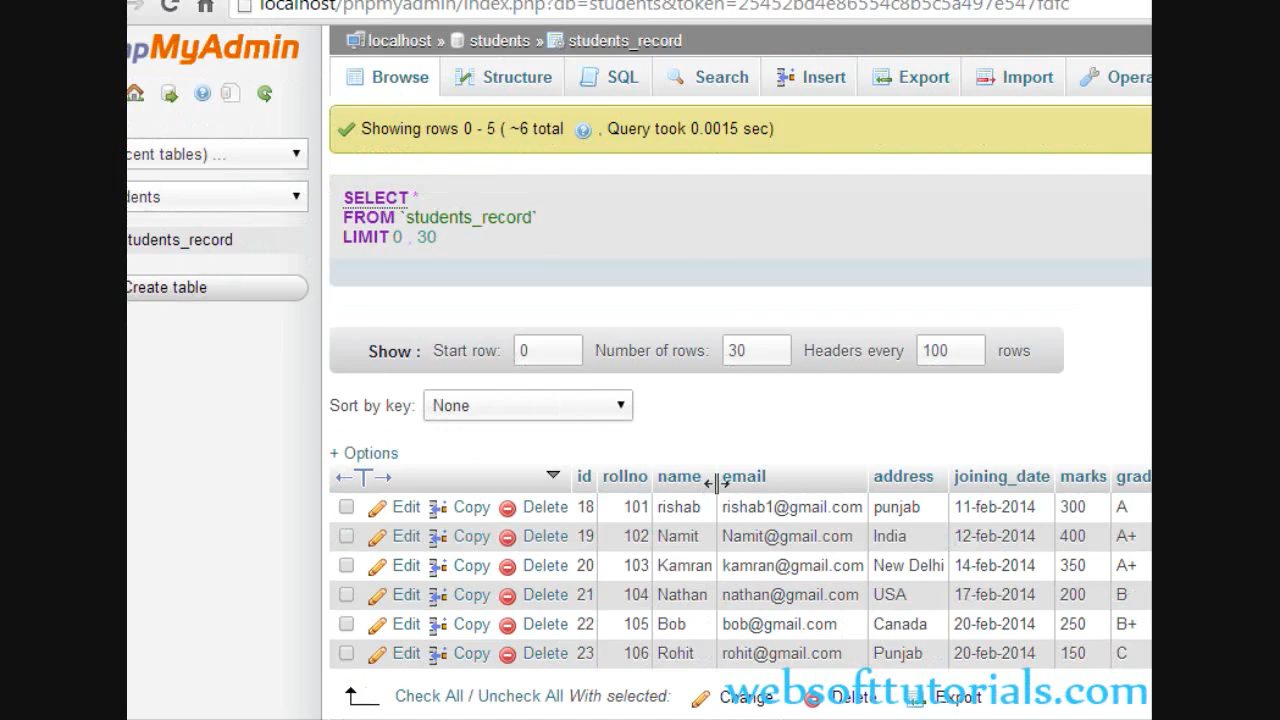 localhost/phpmyadmin/index.php?db=students&token=25452bd4e86554c8b5c5a497e547fdfc
pMyAdmin
localhost » students » students_record
Browse Structure SQL Search Insert Export Import Opera
Showing rows 0 - 5 ( ~6 total , Query took 0.0015 sec)
cent tables) ...
dents
tudents_record
Create table
SELECT *
FROM `students_record`
LIMIT 0 , 30
Show : Start row: 0 Number of rows: 30 Headers every 100 rows
Sort by key: None
+ Options
←T→ id rollno name email address joining_date marks grad
Edit Copy Delete 18 101 rishab rishab1@gmail.com punjab 11-feb-2014 300 A
Edit Copy Delete 19 102 Namit Namit@gmail.com India 12-feb-2014 400 A+
Edit Copy Delete 20 103 Kamran kamran@gmail.com New Delhi 14-feb-2014 350 A+
Edit Copy Delete 21 104 Nathan nathan@gmail.com USA 17-feb-2014 200 B
Edit Copy Delete 22 105 Bob bob@gmail.com Canada 20-feb-2014 250 B+
Edit Copy Delete 23 106 Rohit rohit@gmail.com Punjab 20-feb-2014 150 C
Check All / Uncheck All With selected: Change Delete Export
websofttutorials.com